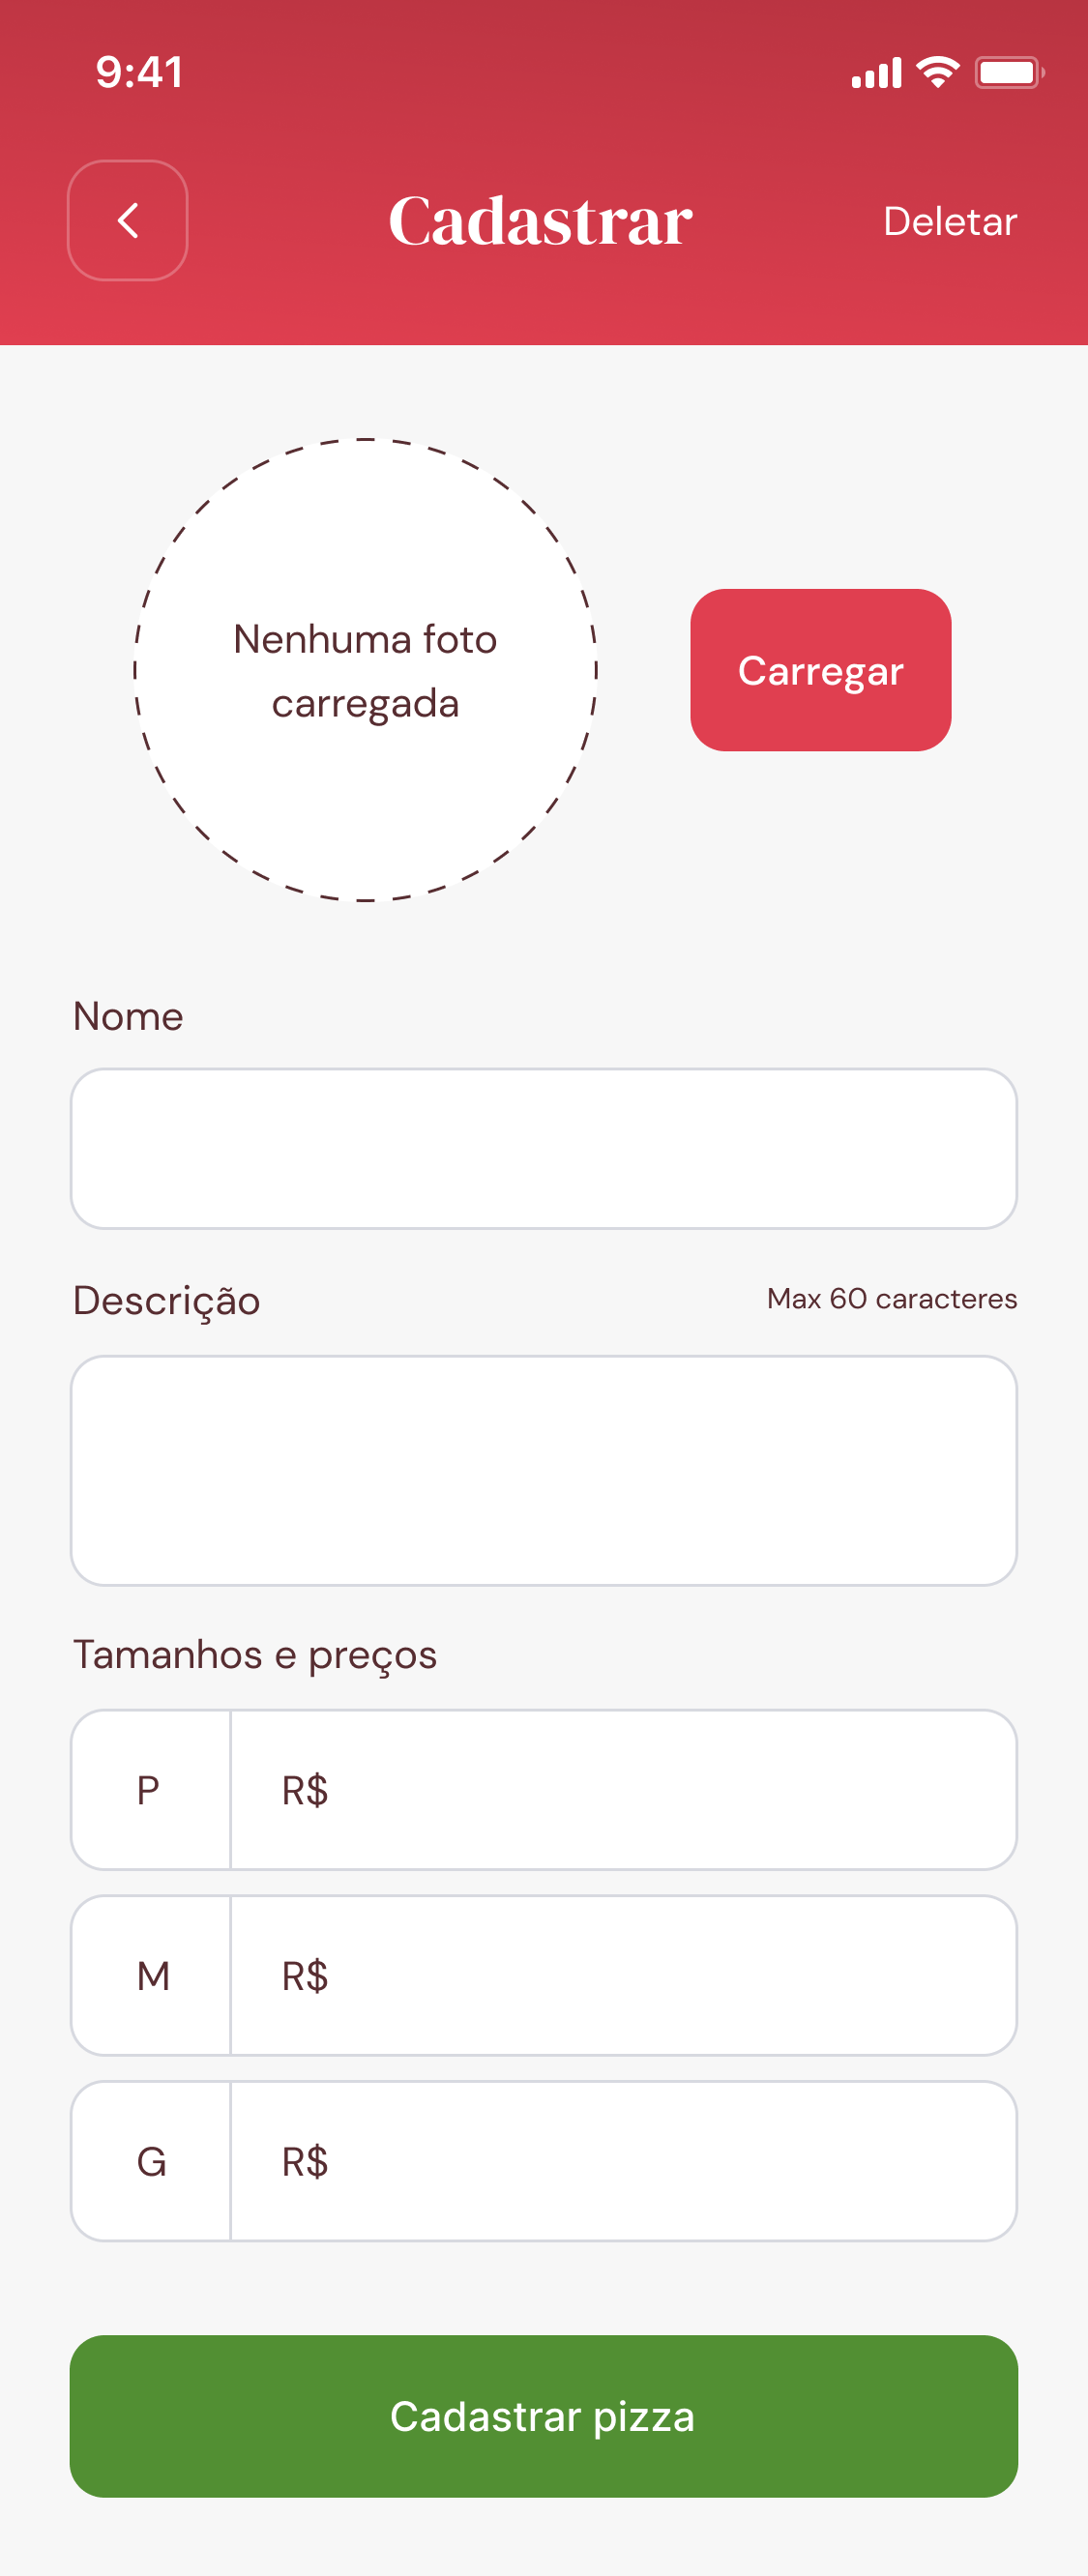 9:41
Cadastrar
Deletar
Nenhuma foto
carregada
Carregar
Nome
Descrição
Max 60 caracteres
Tamanhos e preços
P R$
M R$
G R$
Cadastrar pizza